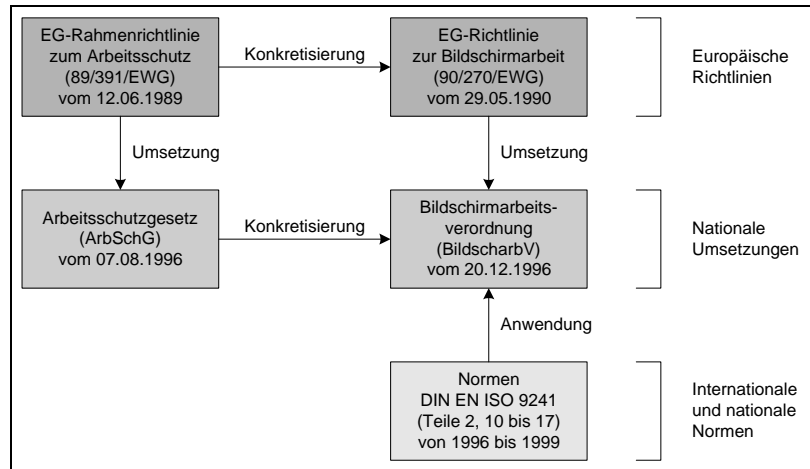 EG-Rahmenrichtlinie
zum Arbeitsschutz
(89/391/EWG)
vom 12.06.1989
Konkretisierung
EG-Richtlinie
zur Bildschirmarbeit
(90/270/EWG)
vom 29.05.1990
Europäische
Richtlinien
Umsetzung
Umsetzung
Arbeitsschutzgesetz
(ArbSchG)
vom 07.08.1996
Konkretisierung
Bildschirmarbeits-
verordnung
(BildscharbV)
vom 20.12.1996
Nationale
Umsetzungen
Anwendung
Normen
DIN EN ISO 9241
(Teile 2, 10 bis 17)
von 1996 bis 1999
Internationale
und nationale
Normen